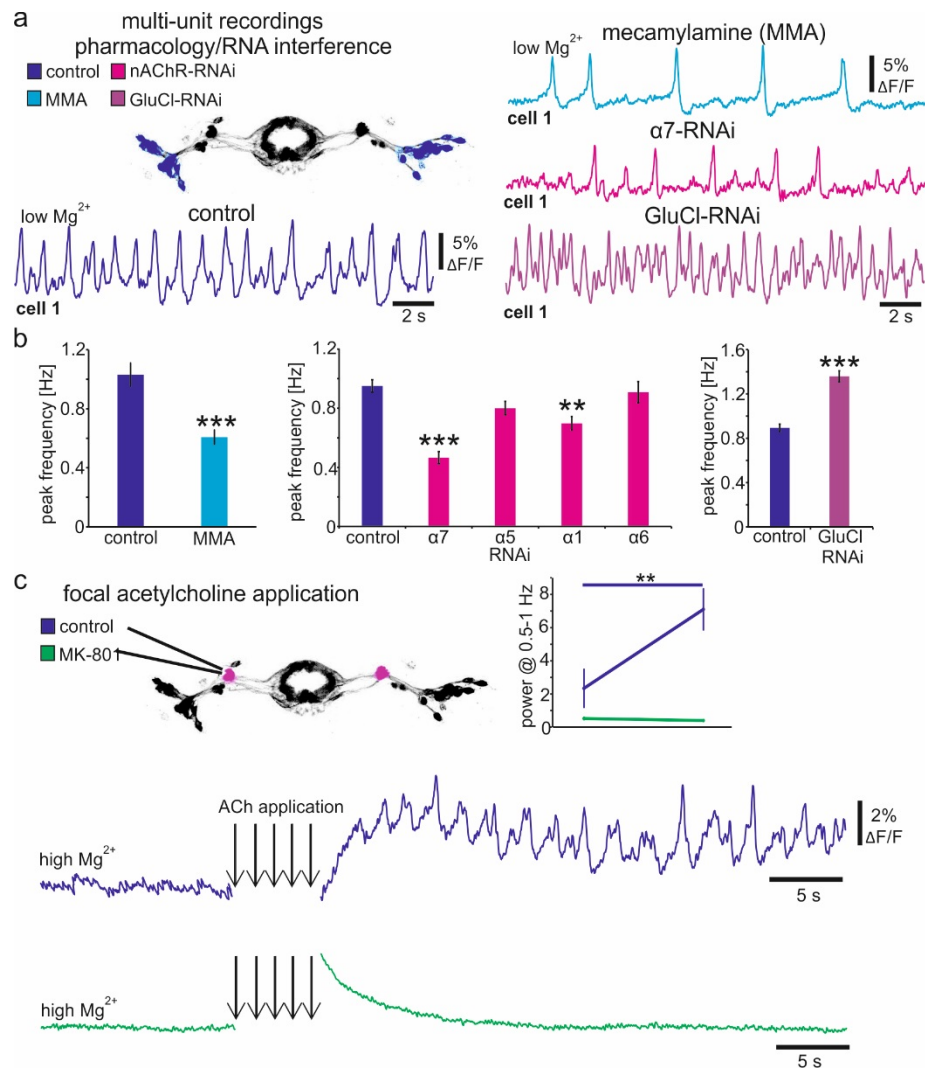 a
multi-unit recordings
pharmacology/RNA interference
control
nAChR-RNAi
MMA
GluCl-RNAi
low Mg2+
control
5%
ΔF/F
cell 1
2 s
mecamylamine (MMA)
low Mg2+
5%
ΔF/F
cell 1
α7-RNAi
cell 1
GluCl-RNAi
cell 1
2 s
b
peak frequency [Hz]
1.2
0.8
0.4
0
***
control
MMA
peak frequency [Hz]
1.2
0.8
0.4
0
***
**
control
α7
α5
α1
α6
RNAi
peak frequency [Hz]
1.6
1.2
0.8
0.4
0
***
control
GluCl
RNAi
c
focal acetylcholine application
control
MK-801
power @ 0.5-1 Hz
8
6
4
2
0
**
ACh application
high Mg2+
2%
ΔF/F
5 s
high Mg2+
5 s